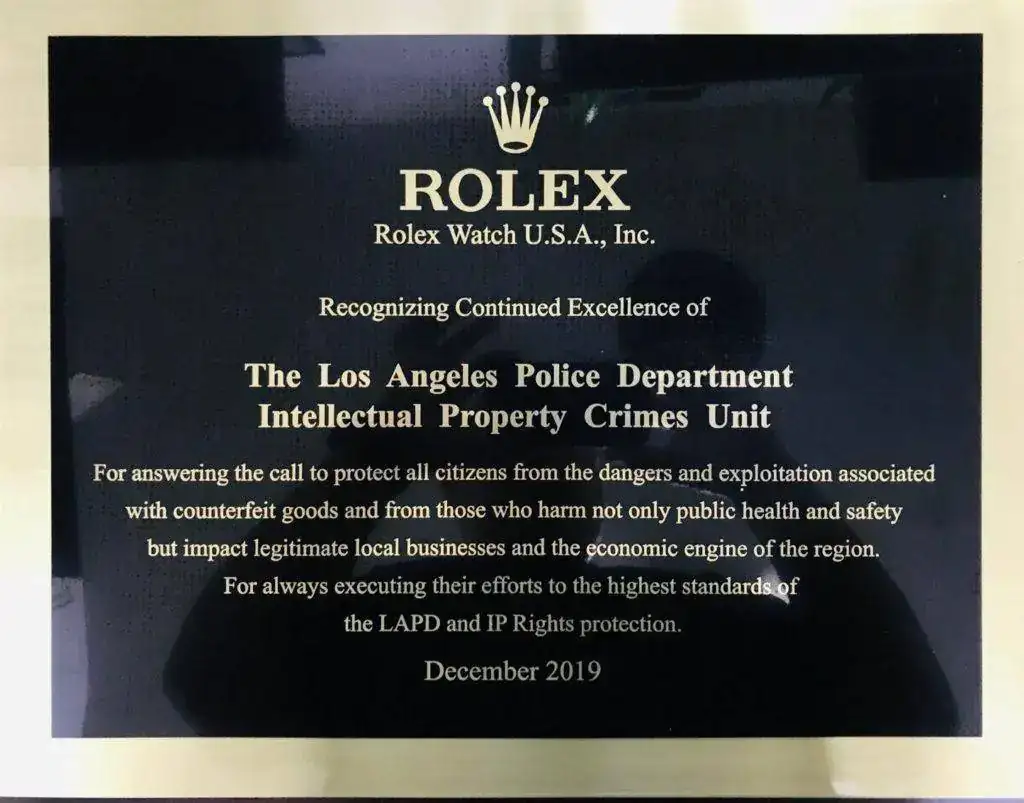 ROLEX
Rolex Watch U.S.A., Inc.
Recognizing Continued Excellence of
The Los Angeles Police Department
Intellectual Property Crimes Unit
For answering the call to protect all citizens from the dangers and exploitation associated
with counterfeit goods and from those who harm not only public health and safety
but impact legitimate local businesses and the economic engine of the region.
For always executing their efforts to the highest standards of
the LAPD and IP Rights protection.
December 2019